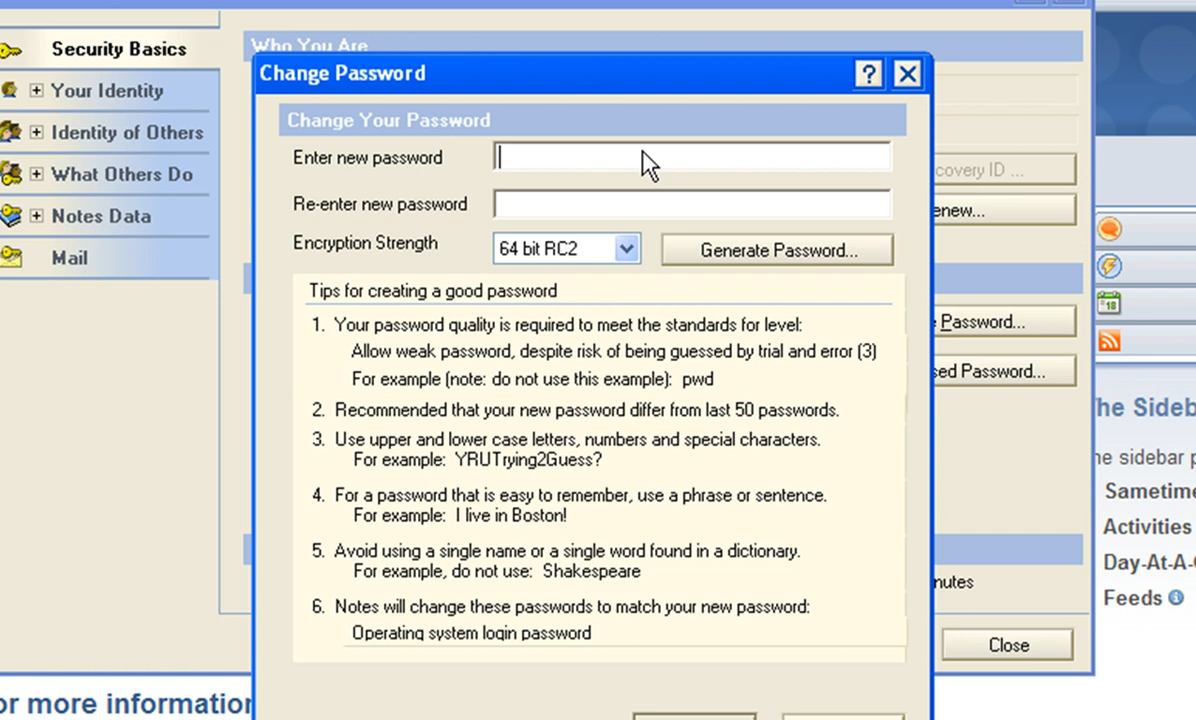 Security Basics
Your Identity
Identity of Others
What Others Do
Notes Data
Mail
Who You Are
Change Password
Change Your Password
Enter new password
Re-enter new password
Encryption Strength
64 bit RC2
Generate Password...
Tips for creating a good password
1. Your password quality is required to meet the standards for level:
Allow weak password, despite risk of being guessed by trial and error (3)
For example (note: do not use this example): pwd
2. Recommended that your new password differ from last 50 passwords.
3. Use upper and lower case letters, numbers and special characters.
For example: YRUTrying2Guess?
4. For a password that is easy to remember, use a phrase or sentence.
For example: I live in Boston!
5. Avoid using a single name or a single word found in a dictionary.
For example, do not use: Shakespeare
6. Notes will change these passwords to match your new password:
Operating system login password
covery ID ...
enew...
Password...
sed Password...
nutes
Close
he Sideb
he sidebar p
Sametime
Activities
Day-At-A-
Feeds
or more information